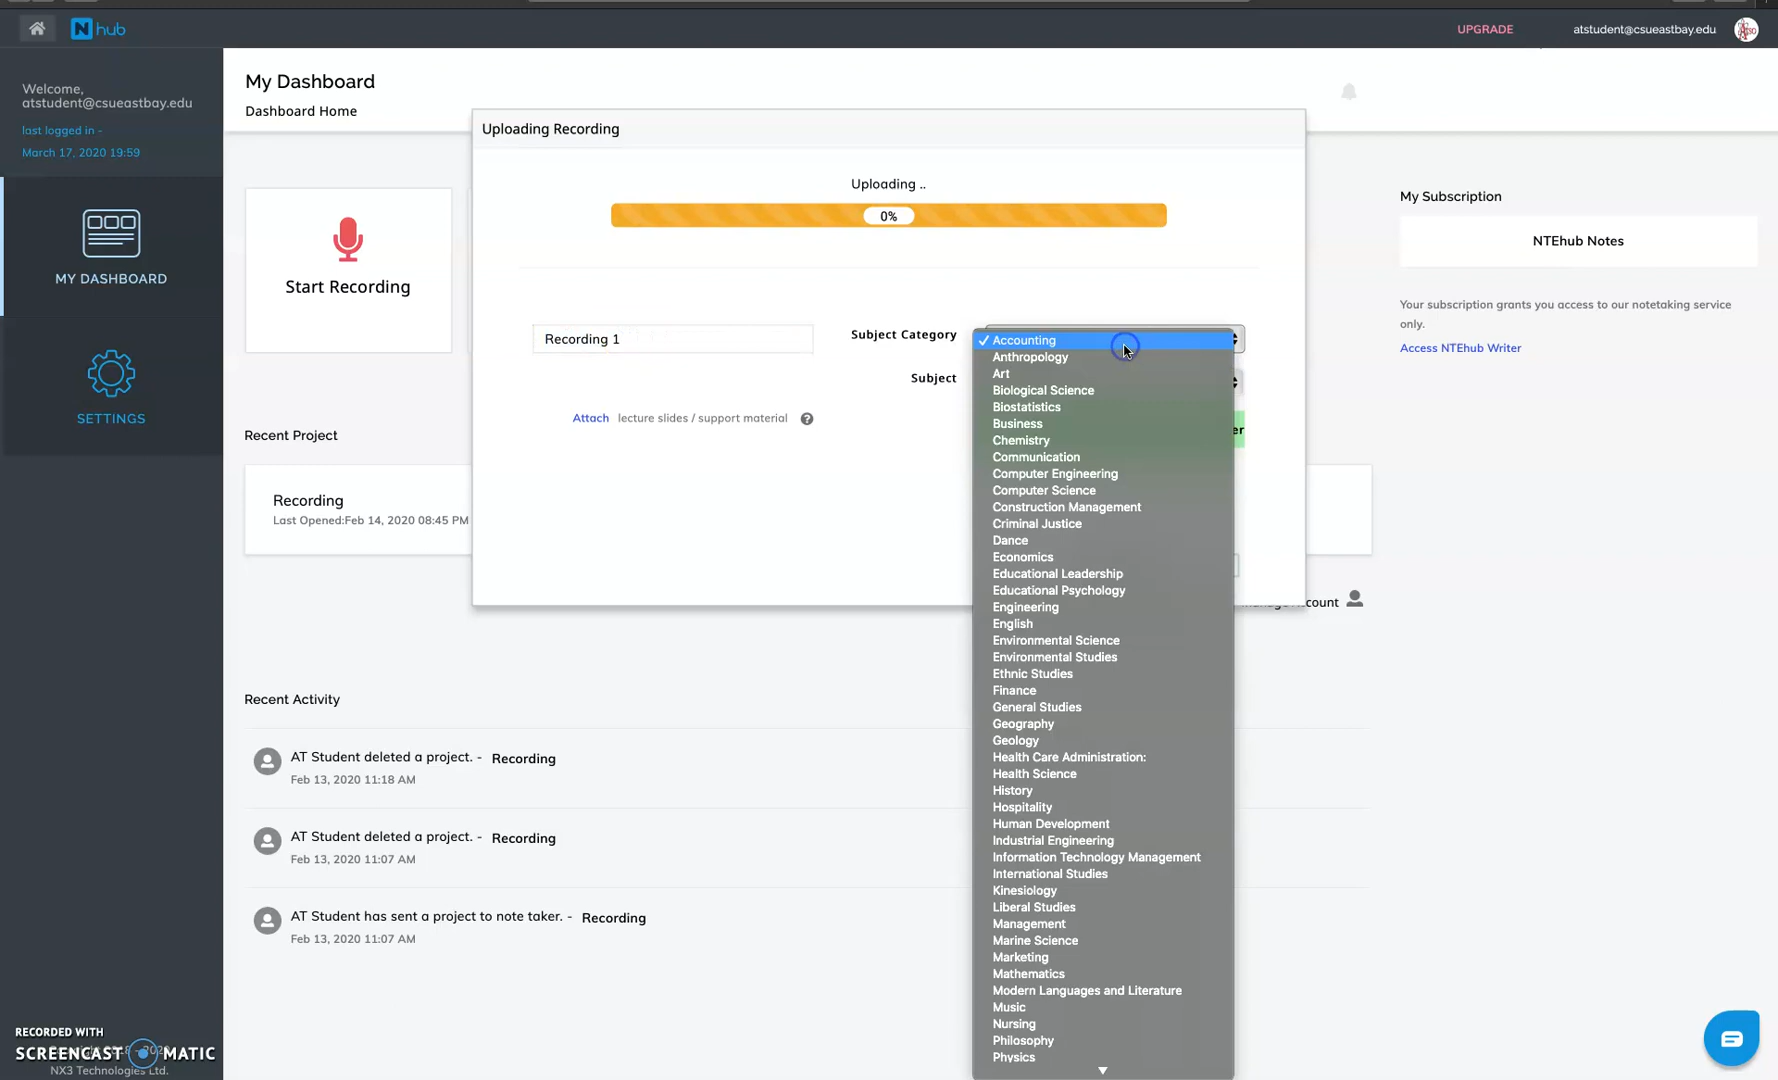 N hub
UPGRADE
atstudent@csueastbay.edu
Welcome,
atstudent@csueastbay.edu
last logged in -
March 17, 2020 19:59
MY DASHBOARD
SETTINGS
My Dashboard
Dashboard Home
Uploading Recording
Uploading ..
0%
Start Recording
My Subscription
NTEhub Notes
Your subscription grants you access to our notetaking service
only.
Access NTEhub Writer
Recording 1
Subject Category
Subject
Attach lecture slides / support material ?
er
✓ Accounting
Anthropology
Art
Biological Science
Biostatistics
Business
Chemistry
Communication
Computer Engineering
Computer Science
Construction Management
Criminal Justice
Dance
Economics
Educational Leadership
Educational Psychology
Engineering
English
Environmental Science
Environmental Studies
Ethnic Studies
Finance
General Studies
Geography
Geology
Health Care Administration:
Health Science
History
Hospitality
Human Development
Industrial Engineering
Information Technology Management
International Studies
Kinesiology
Liberal Studies
Management
Marine Science
Marketing
Mathematics
Modern Languages and Literature
Music
Nursing
Philosophy
Physics
Recent Project
Recording
Last Opened:Feb 14, 2020 08:45 PM
Recent Activity
AT Student deleted a project. - Recording
Feb 13, 2020 11:18 AM
AT Student deleted a project. - Recording
Feb 13, 2020 11:07 AM
AT Student has sent a project to note taker. - Recording
Feb 13, 2020 11:07 AM
RECORDED WITH
SCREENCAST MATIC
NX3 Technologies Ltd.